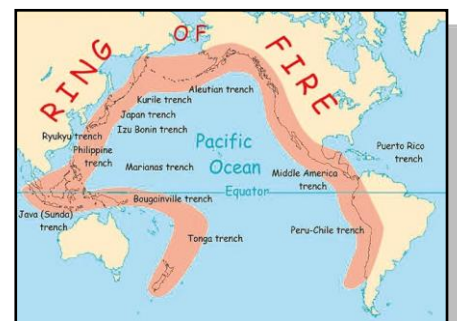 RING OF FIRE
Aleutian trench
Kurile trench
Japan trench
Izu Bonin trench
Ryukyu trench
Philippine
trench
Marianas trench
Pacific
Ocean
Equator
Puerto Rico
trench
Middle America
trench
Bougainville trench
Java (Sunda)
trench
Tonga trench
Peru-Chile trench